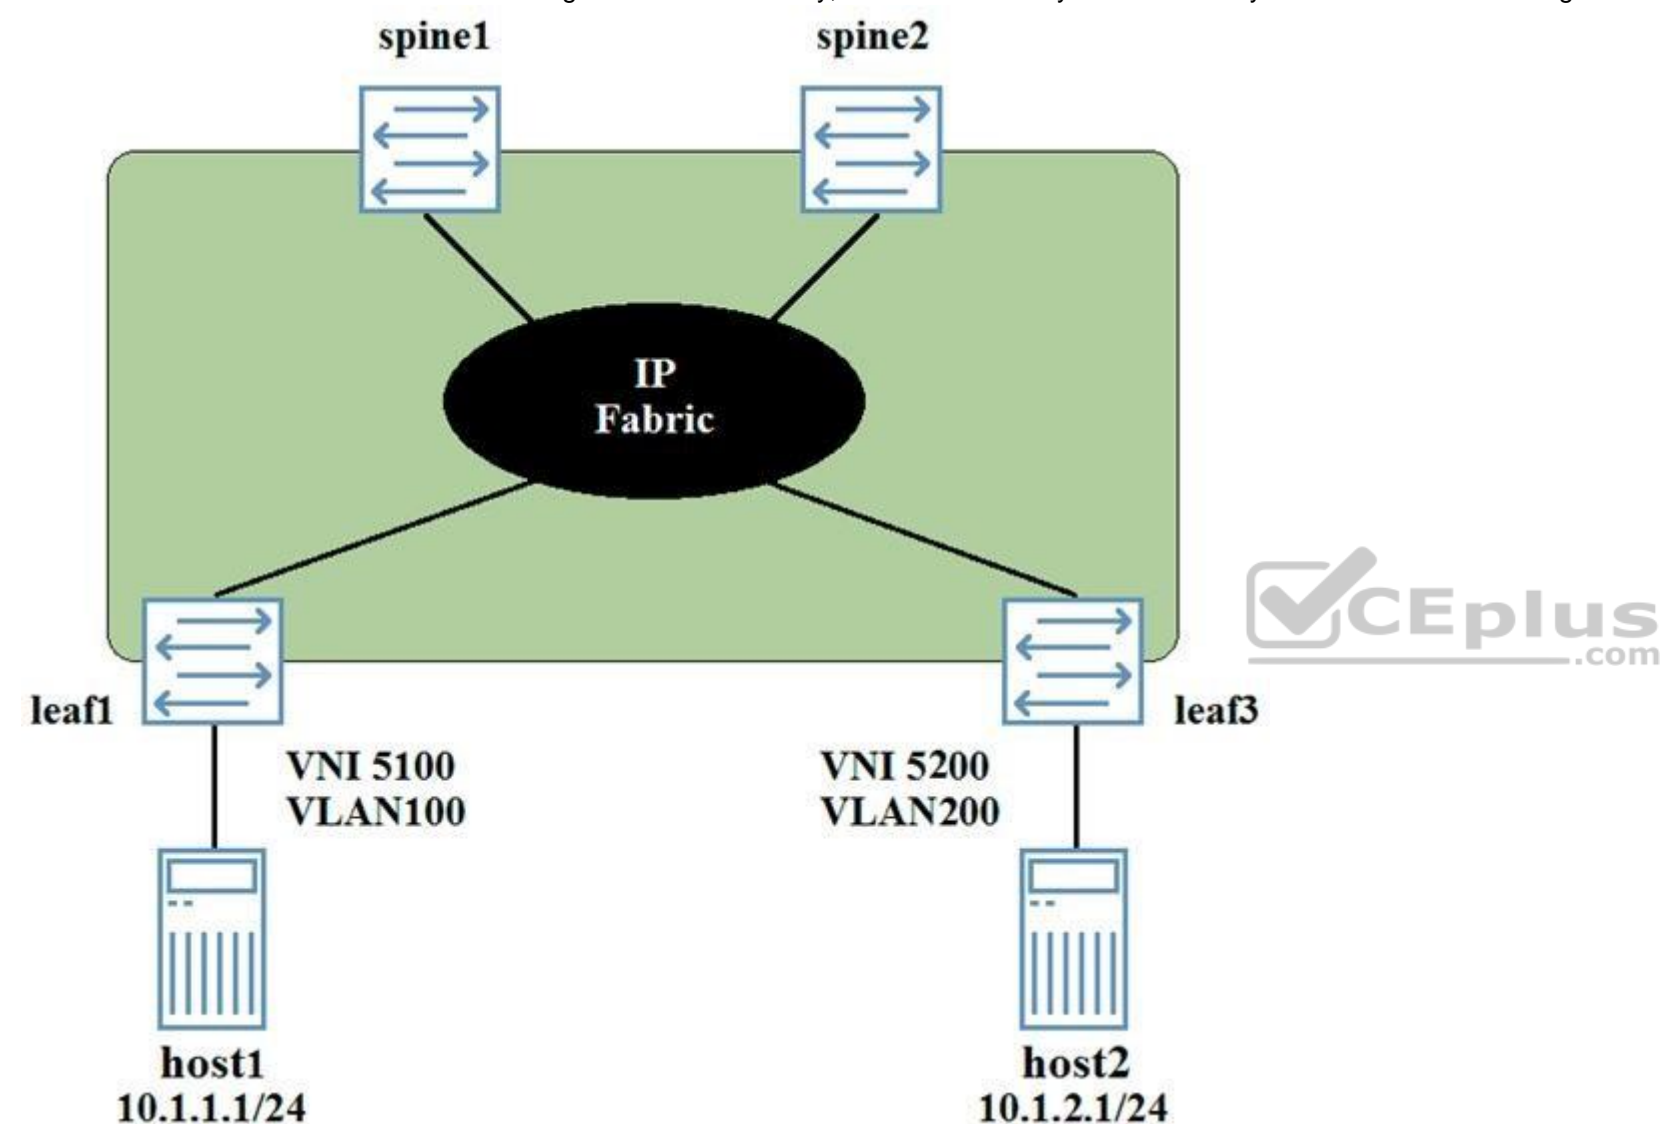 spine1 spine2
IP
Fabric
CEplus
.com
leaf1 leaf3
VNI 5100 VNI 5200
VLAN100 VLAN200
host1 host2
10.1.1.1/24 10.1.2.1/24